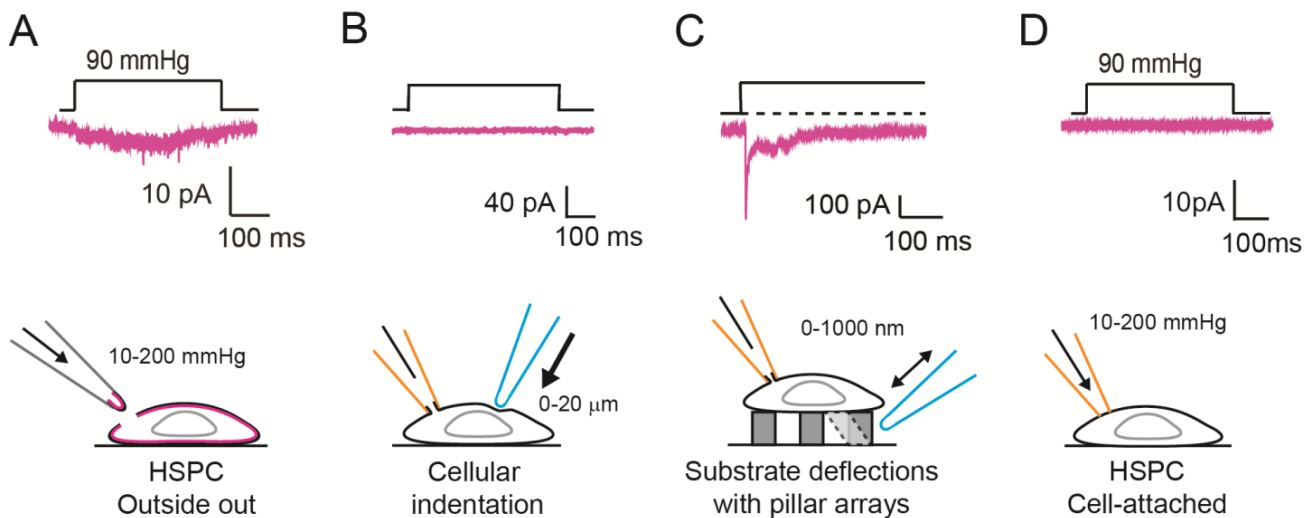 A
90 mmHg
10 pA
100 ms
10-200 mmHg
HSPC
Outside out
B
40 pA
100 ms
0-20 μm
Cellular
indentation
C
100 pA
100 ms
0-1000 nm
Substrate deflections
with pillar arrays
D
90 mmHg
10pA
100ms
10-200 mmHg
HSPC
Cell-attached